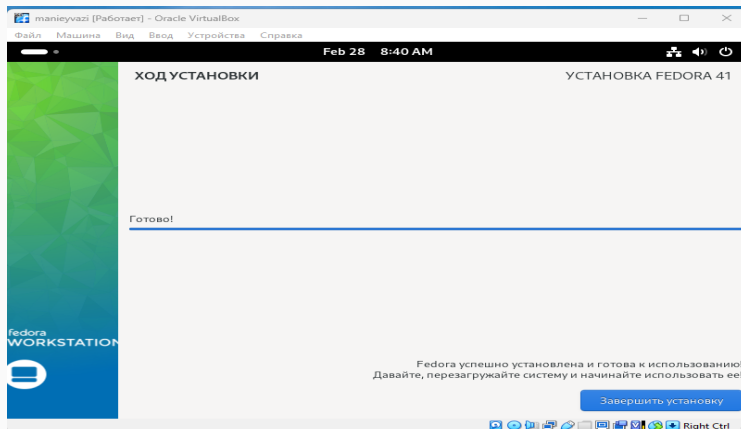 manieyvazi [Работает] - Oracle VirtualBox
Файл Машина Вид Ввод Устройства Справка
Feb 28 8:40 AM
ХОД УСТАНОВКИ
УСТАНОВКА FEDORA 41
Готово!
fedora
WORKSTATION
Fedora успешно установлена и готова к использованию!
Давайте, перезагружайте систему и начинайте использовать ее!
Завершить установку
Right Ctrl